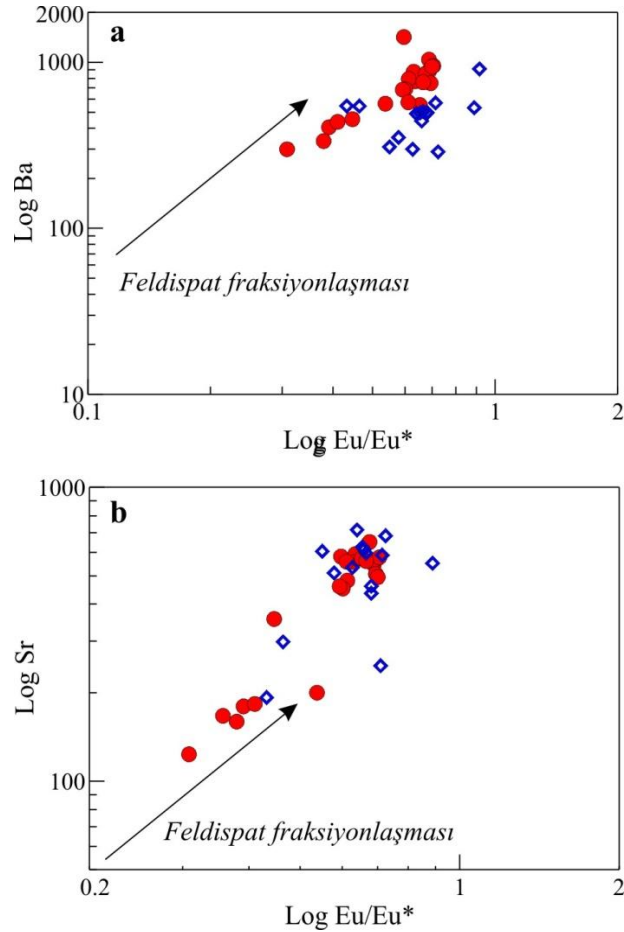 a
2000
1000
Log Ba
100
Feldispat fraksiyonlaşması
10
0.1
1
2
Log Eu/Eu*
b
1000
Log Sr
100
Feldispat fraksiyonlaşması
0.2
1
2
Log Eu/Eu*